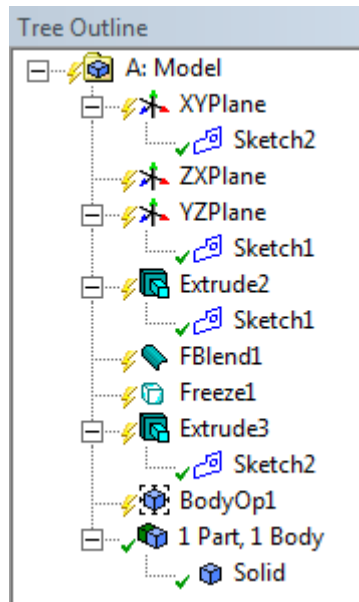 Tree Outline
A: Model
XYPlane
Sketch2
ZXPlane
YZPlane
Sketch1
Extrude2
Sketch1
FBlend1
Freeze1
Extrude3
Sketch2
BodyOp1
1 Part, 1 Body
Solid